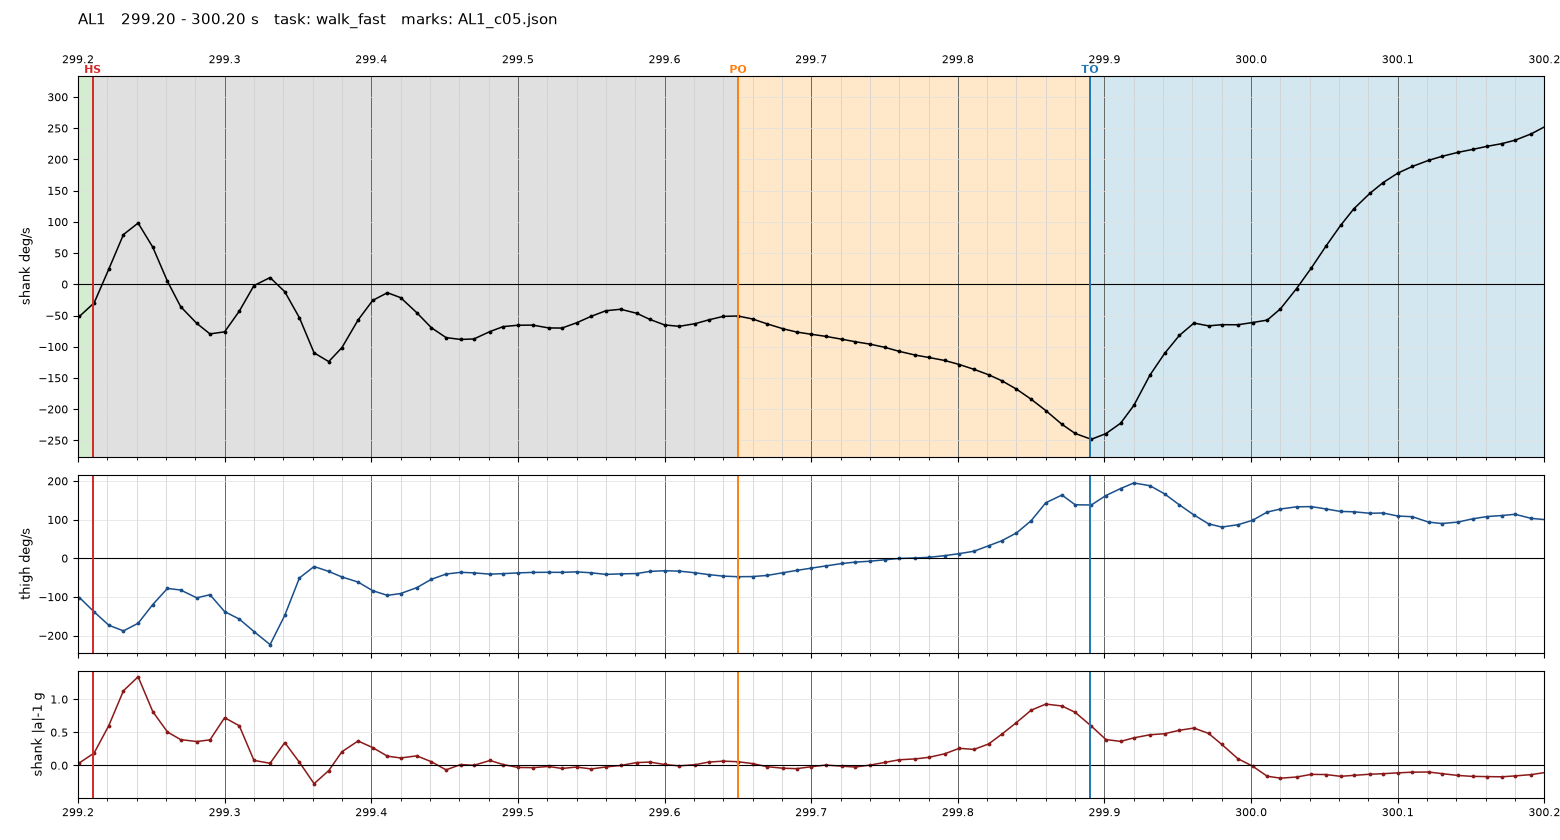 AL1   299.20 - 300.20 s   task: walk_fast   marks: AL1_c05.json
299.2 299.3 299.4 299.5 299.6 299.7 299.8 299.9 300.0 300.1 300.2
HS PO TO
shank deg/s
300
250
200
150
100
50
0
−50
−100
−150
−200
−250
thigh deg/s
200
100
0
−100
−200
shank |a|-1 g
1.0
0.5
0.0
299.2 299.3 299.4 299.5 299.6 299.7 299.8 299.9 300.0 300.1 300.2